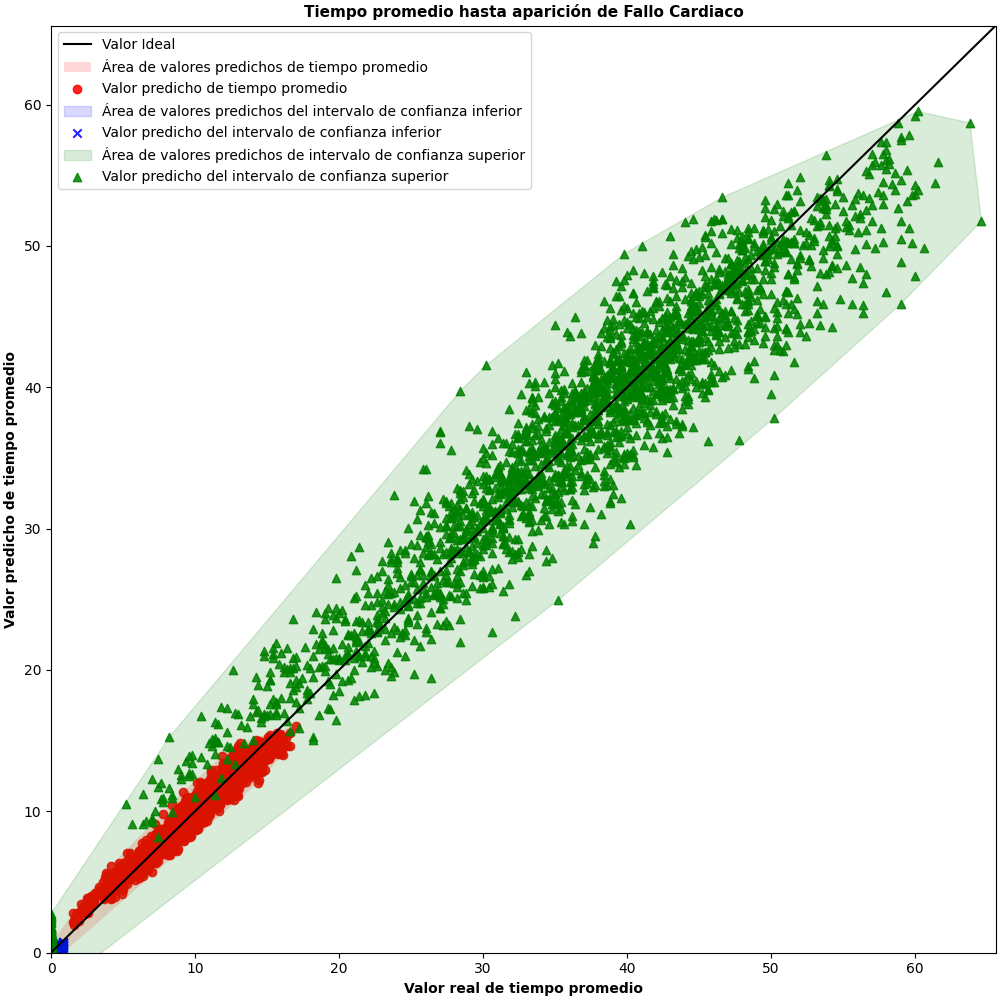 Tiempo promedio hasta aparición de Fallo Cardiaco
Valor Ideal
Área de valores predichos de tiempo promedio
Valor predicho de tiempo promedio
Área de valores predichos del intervalo de confianza inferior
Valor predicho del intervalo de confianza inferior
Área de valores predichos de intervalo de confianza superior
Valor predicho del intervalo de confianza superior
Valor predicho de tiempo promedio
60
50
40
30
20
10
0
0 10 20 30 40 50 60
Valor real de tiempo promedio